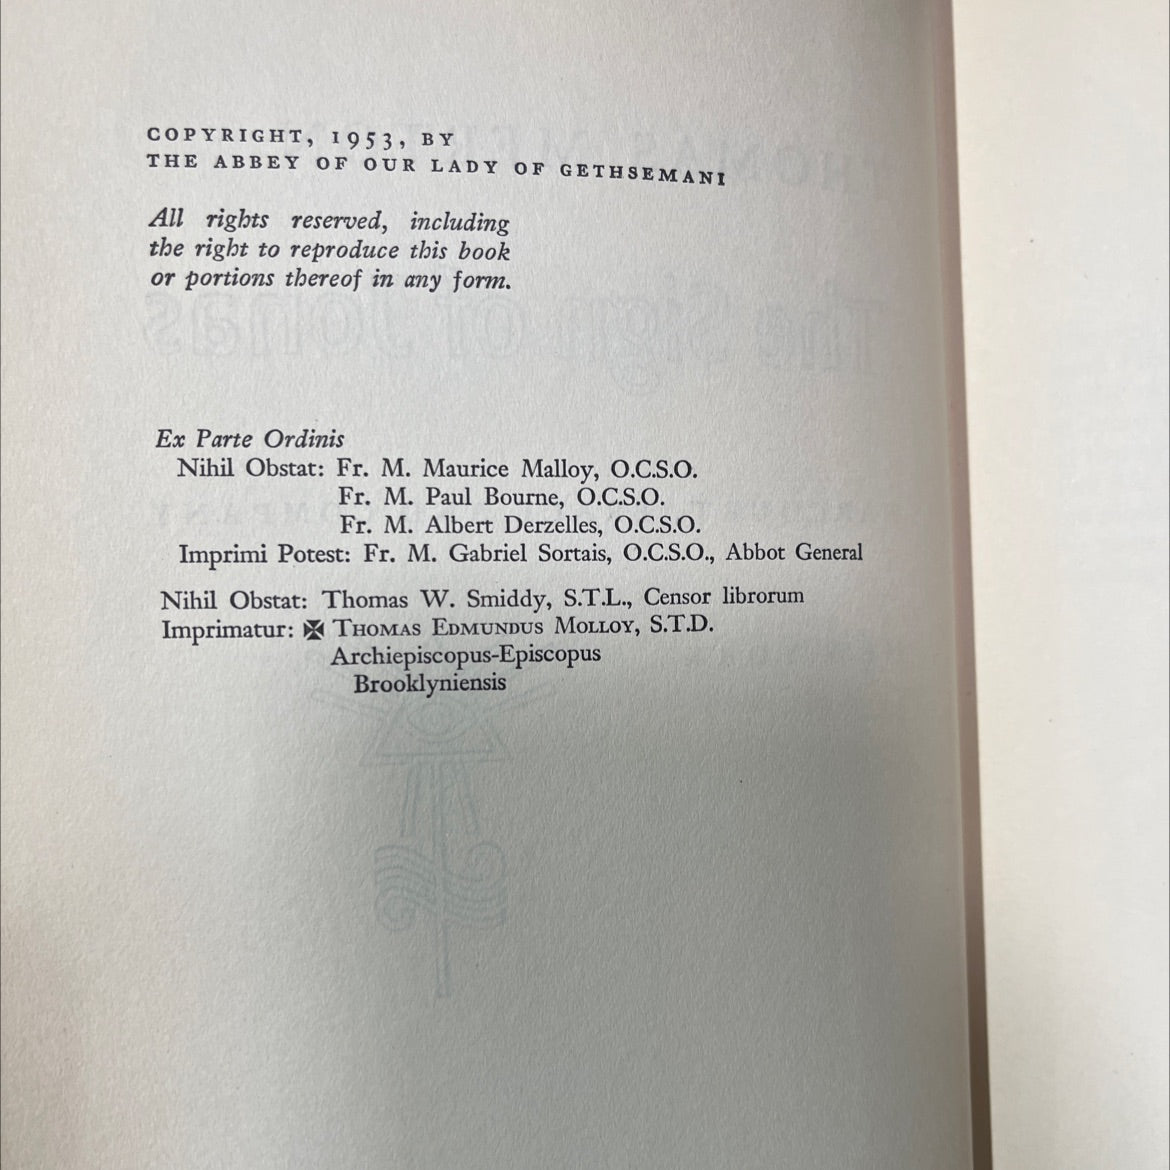 COPYRIGHT, 1953, BY
THE ABBEY OF OUR LADY OF GETHSEMANI
All rights reserved, including
the right to reproduce this book
or portions thereof in any form.
Ex Parte Ordinis
Nihil Obstat: Fr. M. Maurice Malloy, O.C.S.O.
Fr. M. Paul Bourne, O.C.S.O.
Fr. M. Albert Derzelles, O.C.S.O.
Imprimi Potest: Fr. M. Gabriel Sortais, O.C.S.O., Abbot General
Nihil Obstat: Thomas W. Smiddy, S.T.L., Censor librorum
Imprimatur: ✠ THOMAS EDMUNDUS MOLLOY, S.T.D.
Archiepiscopus-Episcopus
Brooklyniensis